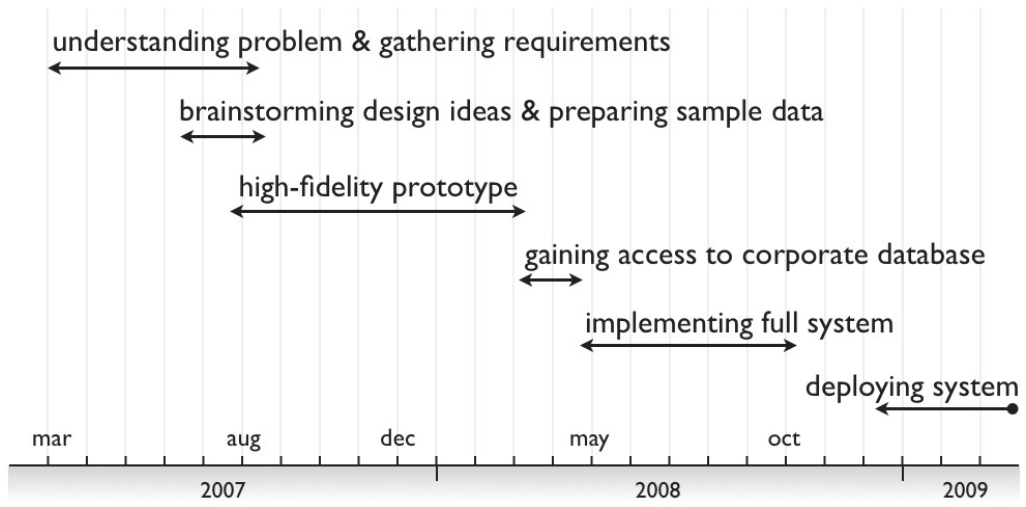 understanding problem & gathering requirements
brainstorming design ideas & preparing sample data
high-fidelity prototype
gaining access to corporate database
implementing full system
deploying system
mar aug dec may oct
2007 2008 2009